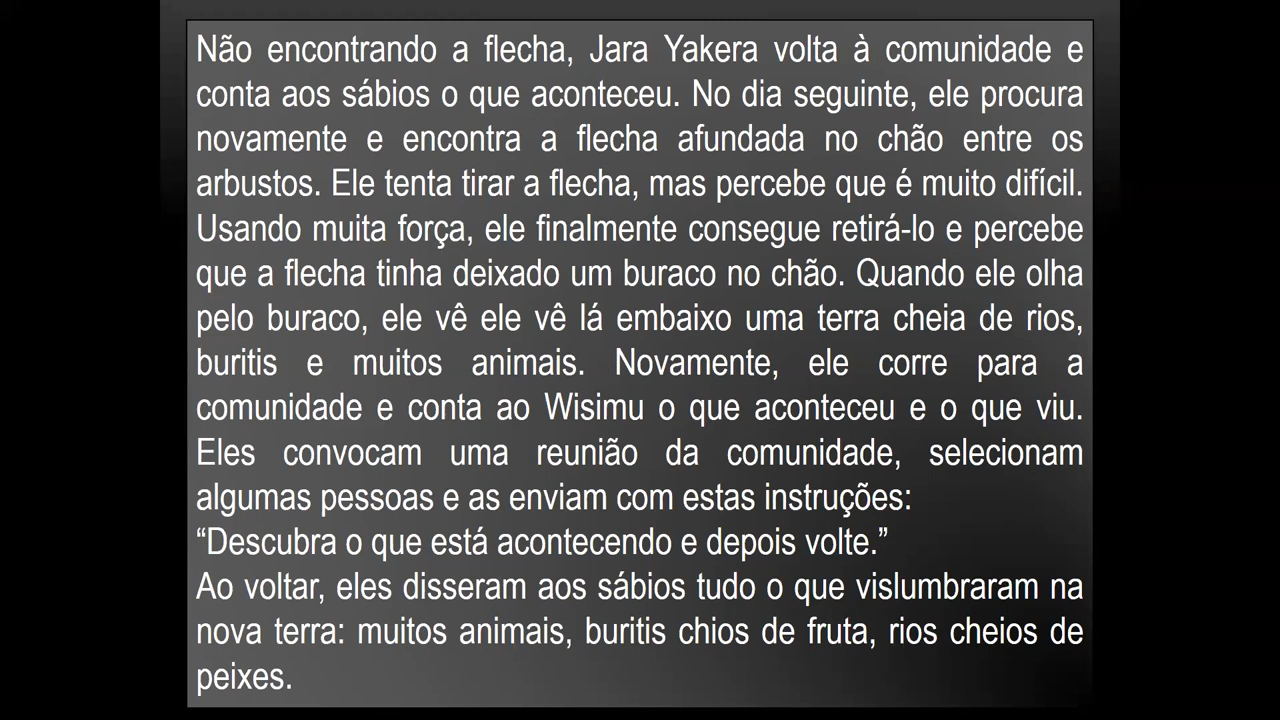 Não encontrando a flecha, Jara Yakera volta à comunidade e
conta aos sábios o que aconteceu. No dia seguinte, ele procura
novamente e encontra a flecha afundada no chão entre os
arbustos. Ele tenta tirar a flecha, mas percebe que é muito difícil.
Usando muita força, ele finalmente consegue retirá-lo e percebe
que a flecha tinha deixado um buraco no chão. Quando ele olha
pelo buraco, ele vê ele vê lá embaixo uma terra cheia de rios,
buritis e muitos animais. Novamente, ele corre para a
comunidade e conta ao Wisimu o que aconteceu e o que viu.
Eles convocam uma reunião da comunidade, selecionam
algumas pessoas e as enviam com estas instruções:
“Descubra o que está acontecendo e depois volte.”
Ao voltar, eles disseram aos sábios tudo o que vislumbraram na
nova terra: muitos animais, buritis chios de fruta, rios cheios de
peixes.